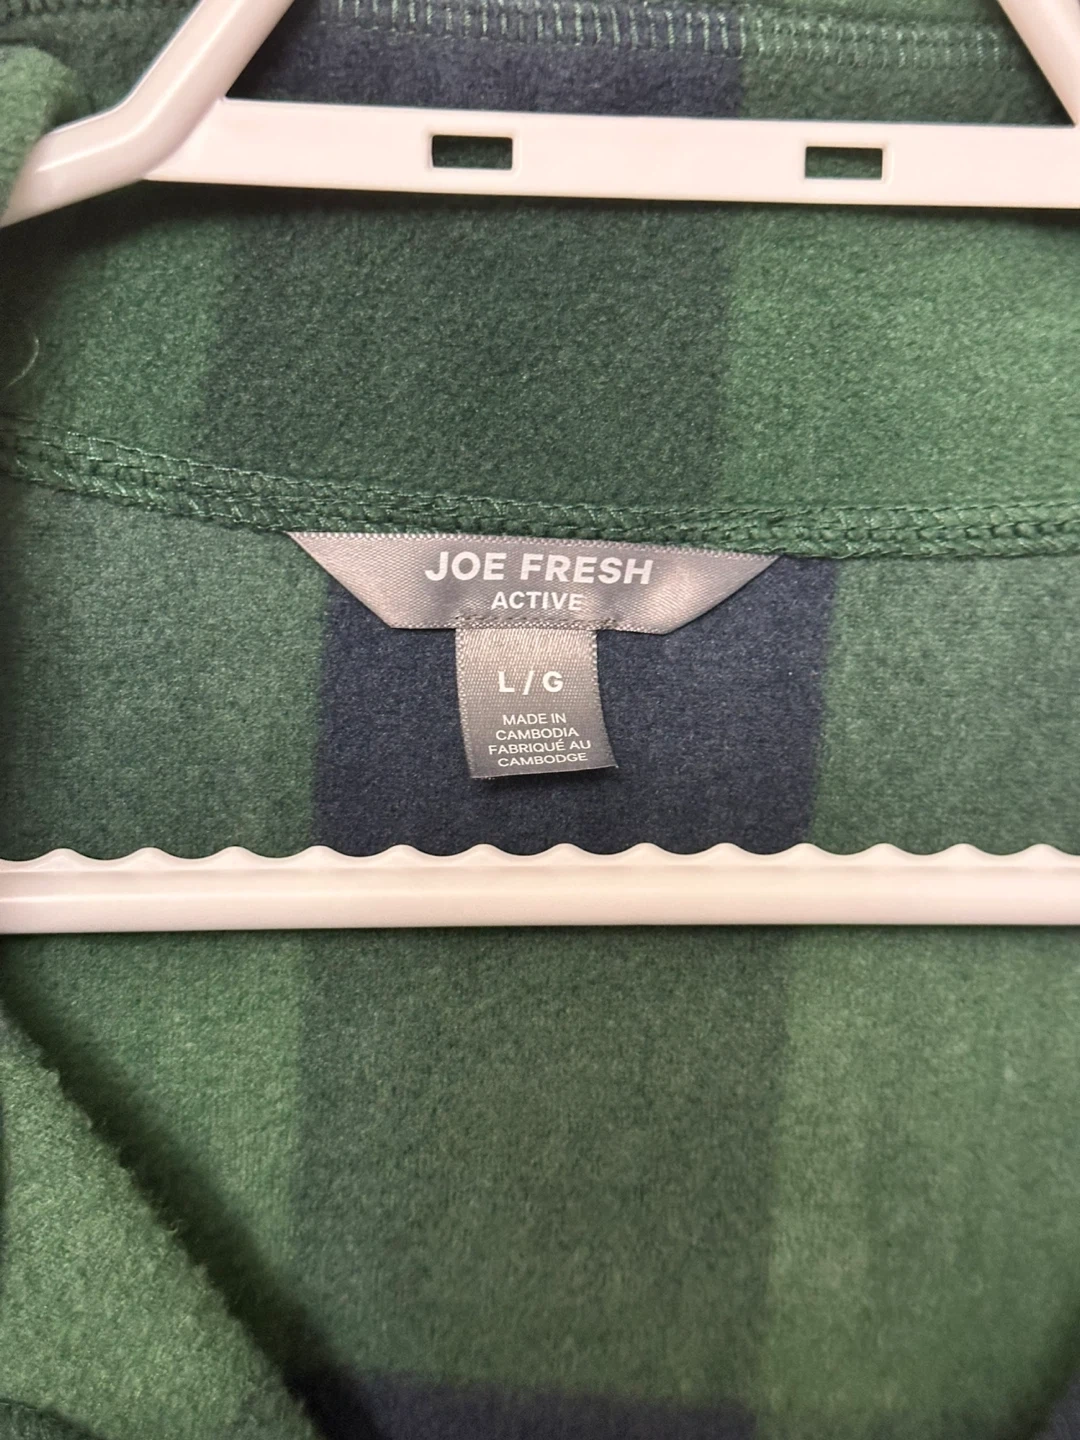 JOE FRESH
ACTIVE
L / G
MADE IN
CAMBODIA
FABRIQUÉ AU
CAMBODGE